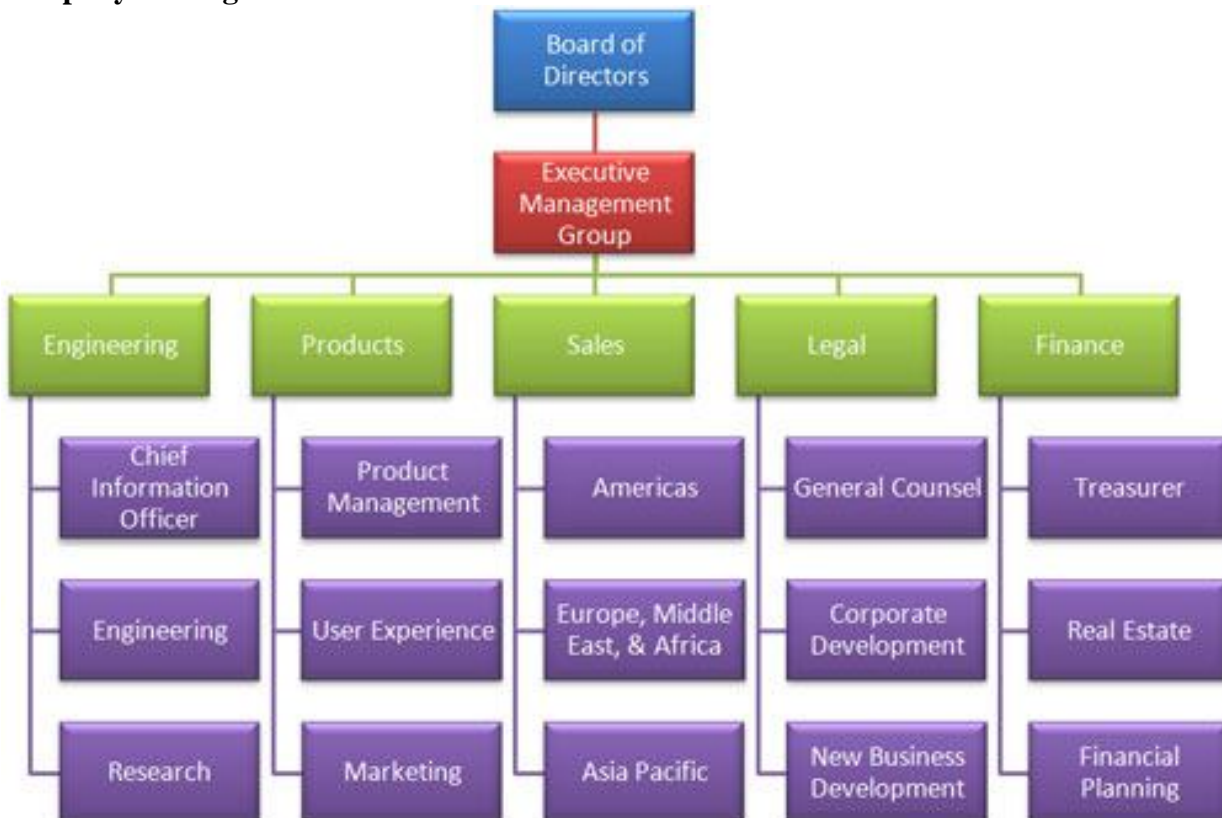 Board of
Directors
Executive
Management
Group
Engineering
Products
Sales
Legal
Finance
Chief
Information
Officer
Product
Management
Americas
General Counsel
Treasurer
Engineering
User Experience
Europe, Middle
East, & Africa
Corporate
Development
Real Estate
Research
Marketing
Asia Pacific
New Business
Development
Financial
Planning